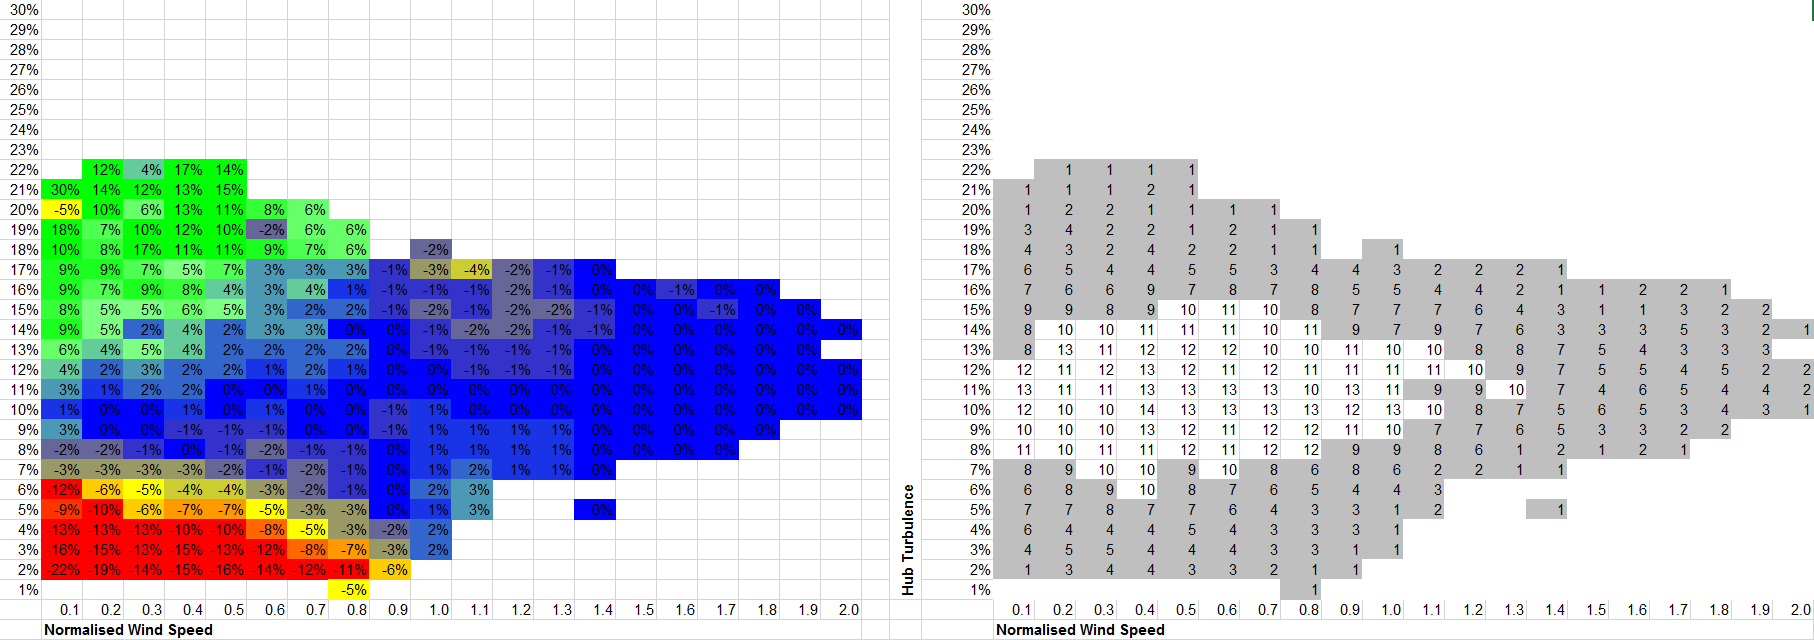 30%
29%
28%
27%
26%
25%
24%
23%
22% 12% 4% 17% 14%
21% 30% 14% 12% 13% 15%
20% -5% 10% 6% 13% 11% 8% 6%
19% 18% 7% 10% 12% 10% -2% 6% 6%
18% 10% 8% 17% 11% 11% 9% 7% 6% -2%
17% 9% 9% 7% 5% 7% 3% 3% 3% -1% -3% -4% -2% -1% 0%
16% 9% 7% 9% 8% 4% 3% 4% 1% -1% -1% -1% -2% -1% 0% 0% -1% 0% 0%
15% 8% 5% 5% 6% 5% 3% 2% 2% -1% -2% -1% -2% -2% -1% 0% 0% -1% 0% 0%
14% 9% 5% 2% 4% 2% 3% 3% 0% 0% -1% -2% -2% -1% -1% 0% 0% 0% 0% 0% 0%
13% 6% 4% 5% 4% 2% 2% 2% 2% 0% -1% -1% -1% -1% 0% 0% 0% 0% 0% 0%
12% 4% 2% 3% 2% 2% 1% 2% 1% 0% 0% -1% -1% -1% 0% 0% 0% 0% 0% 0% 0%
11% 3% 1% 2% 2% 0% 0% 1% 0% 0% 0% 0% 0% 0% 0% 0% 0% 0% 0% 0% 0%
10% 1% 0% 0% 1% 0% 1% 0% 0% -1% 1% 0% 0% 0% 0% 0% 0% 0% 0% 0% 0%
9% 3% 0% 0% -1% -1% -1% 0% 0% -1% 1% 1% 1% 1% 0% 0% 0% 0% 0%
8% -2% -2% -1% 0% -1% -2% -1% -1% 0% 1% 1% 1% 1% 0% 0% 0% 0%
7% -3% -3% -3% -3% -2% -1% -2% -1% 0% 1% 2% 1% 1% 0%
6% -12% -6% -5% -4% -4% -3% -2% -1% 0% 2% 3%
5% -9% -10% -6% -7% -7% -5% -3% -3% 0% 1% 3% 0%
4% -13% -13% -13% -10% -10% -8% -5% -3% -2% 2%
3% -16% -15% -13% -15% -13% -12% -8% -7% -3% 2%
2% -22% -19% -14% -15% -16% -14% -12% -11% -6%
1% -5%
0.1 0.2 0.3 0.4 0.5 0.6 0.7 0.8 0.9 1.0 1.1 1.2 1.3 1.4 1.5 1.6 1.7 1.8 1.9 2.0
Normalised Wind Speed
Hub Turbulence
30%
29%
28%
27%
26%
25%
24%
23%
22% 1 1 1 1
21% 1 1 1 2 1
20% 1 2 2 1 1 1 1
19% 3 4 2 2 1 2 1 1
18% 4 3 2 4 2 2 1 1 1
17% 6 5 4 4 5 5 3 4 4 3 2 2 2 1
16% 7 6 6 9 7 8 7 8 5 5 4 4 2 1 1 2 2 1
15% 9 9 8 9 10 11 10 8 7 7 7 6 4 3 1 1 3 2 2
14% 8 10 10 11 11 11 10 11 9 7 9 7 6 3 3 3 5 3 2 1
13% 8 13 11 12 12 12 10 10 11 10 10 8 8 7 5 4 3 3 3
12% 12 11 12 13 12 11 12 11 11 11 11 10 9 7 5 5 4 5 2 2
11% 13 11 11 13 13 13 13 10 13 11 9 9 10 7 4 6 5 4 4 2
10% 12 10 10 14 13 13 13 13 12 13 10 8 7 5 6 5 3 4 3 1
9% 10 10 10 13 12 11 12 12 11 10 7 7 6 5 3 3 2 2
8% 11 10 11 11 12 11 12 12 9 9 8 6 1 2 1 2 1
7% 8 9 10 10 9 10 8 6 8 6 2 2 1 1
6% 6 8 9 10 8 7 6 5 4 4 3
5% 7 7 8 7 7 6 4 3 3 1 2 1
4% 6 4 4 4 5 4 3 3 3 1
3% 4 5 5 4 4 4 3 3 1 1
2% 1 3 4 4 3 3 2 1 1
1% 1
0.1 0.2 0.3 0.4 0.5 0.6 0.7 0.8 0.9 1.0 1.1 1.2 1.3 1.4 1.5 1.6 1.7 1.8 1.9 2.0
Normalised Wind Speed